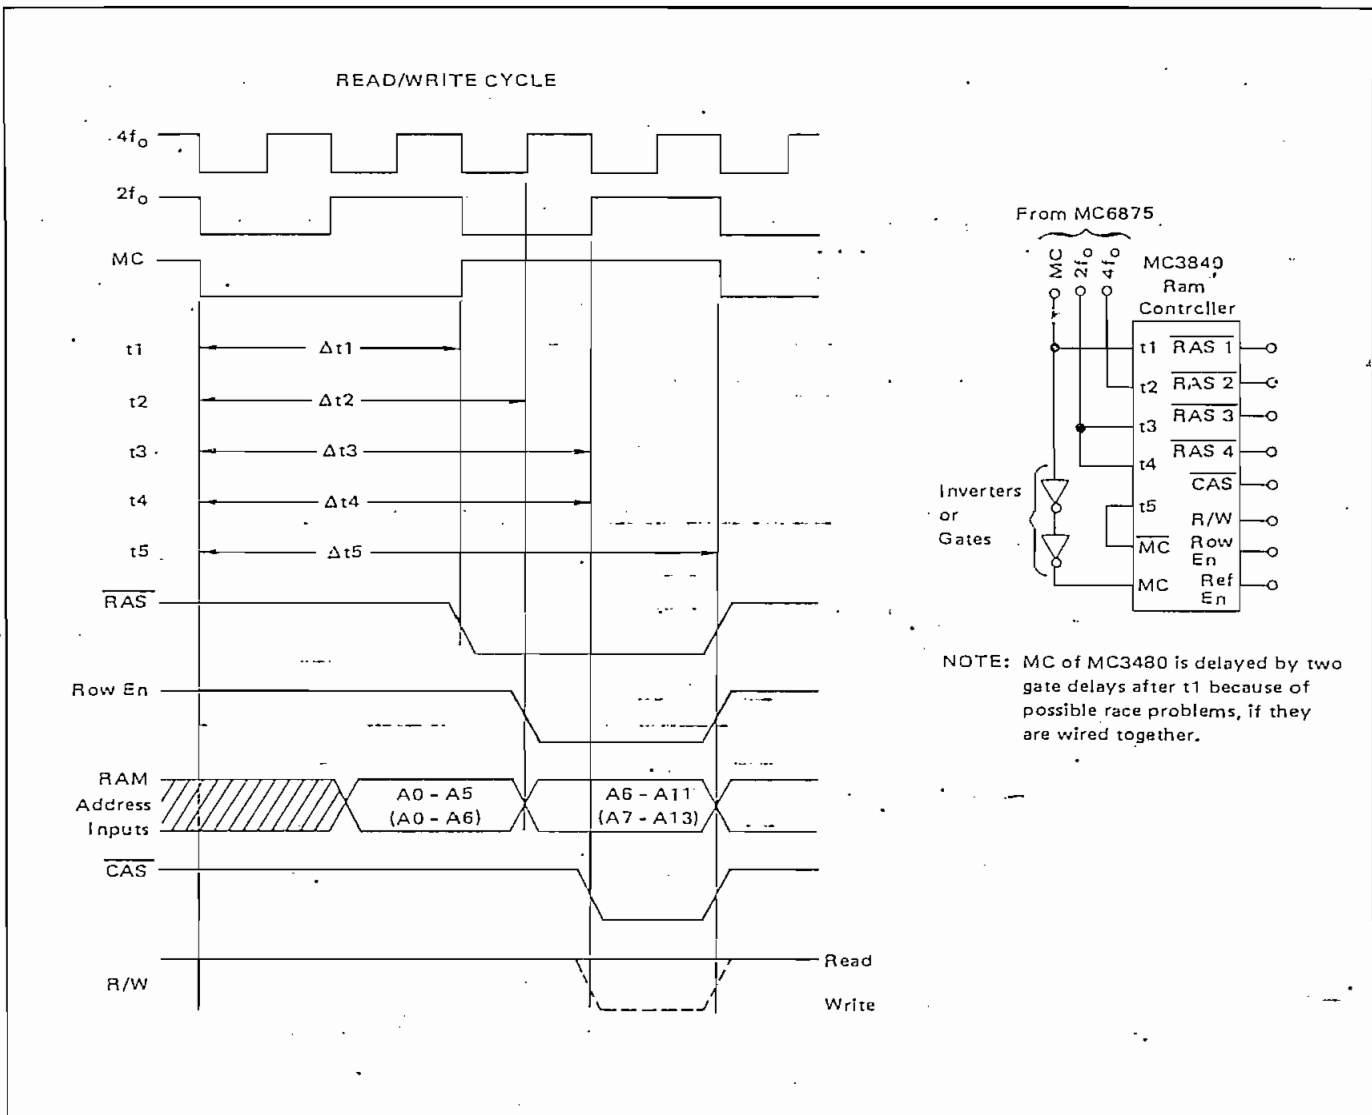 READ/WRITE CYCLE
4fo
2fo
MC
t1
Δt1
t2
Δt2
t3
Δt3
t4
Δt4
t5
Δt5
RAS
Row En
RAM
Address
Inputs
A0 - A5
(A0 - A6)
A6 - A11
(A7 - A13)
CAS
R/W
Read
Write
From MC6875
MC
2fo
4fo
MC3840
Ram
Controller
t1 RAS 1
t2 RAS 2
t3 RAS 3
t4 RAS 4
CAS
t5
R/W
MC Row
En
MC Ref
En
Inverters
or
Gates
NOTE: MC of MC3480 is delayed by two
gate delays after t1 because of
possible race problems, if they
are wired together.